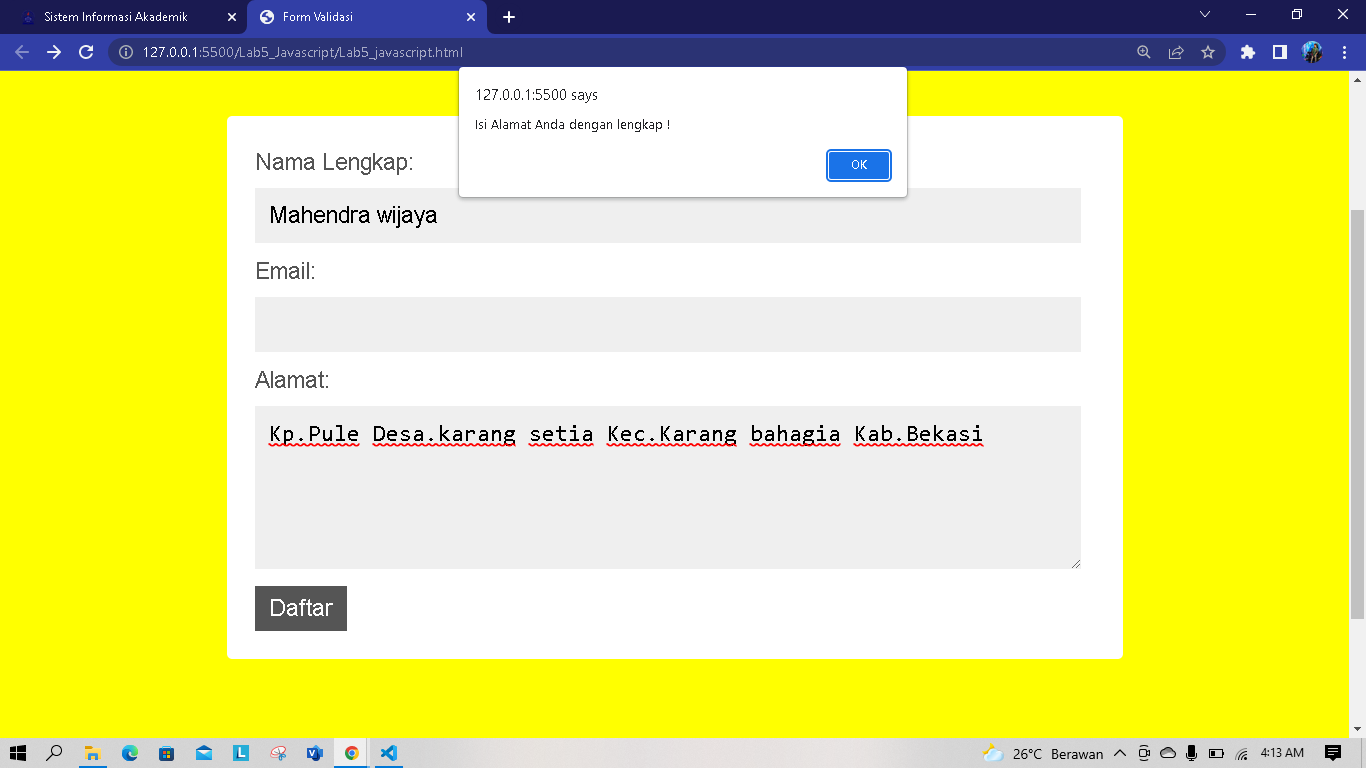 Sistem Informasi Akademik
Form Validasi
127.0.0.1:5500/Lab5_Javascript/Lab5_javascript.html
127.0.0.1:5500 says
Isi Alamat Anda dengan lengkap !
OK
Nama Lengkap:
Mahendra wijaya
Email:
Alamat:
Kp.Pule Desa.karang setia Kec.Karang bahagia Kab.Bekasi
Daftar
L
26°C Berawan
4:13 AM